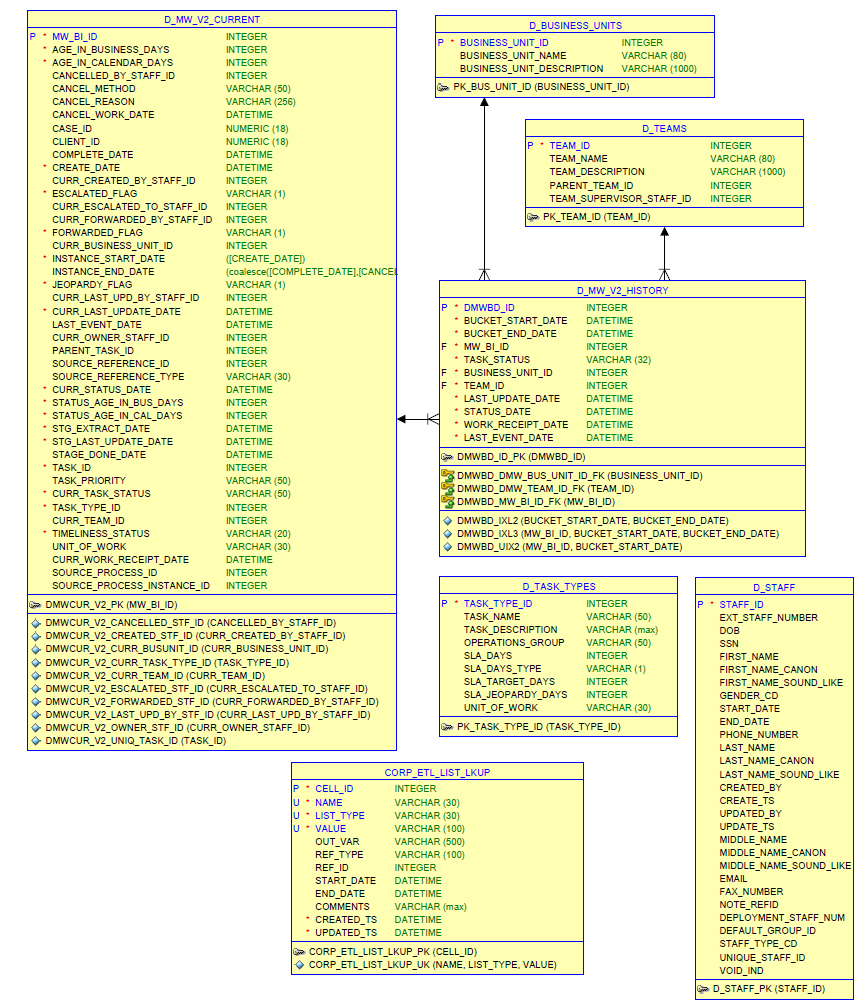 D_MW_V2_CURRENT
P * MW_BI_ID INTEGER
* AGE_IN_BUSINESS_DAYS INTEGER
* AGE_IN_CALENDAR_DAYS INTEGER
CANCELLED_BY_STAFF_ID INTEGER
CANCEL_METHOD VARCHAR (50)
CANCEL_REASON VARCHAR (256)
CANCEL_WORK_DATE DATETIME
CASE_ID NUMERIC (18)
CLIENT_ID NUMERIC (18)
COMPLETE_DATE DATETIME
* CREATE_DATE DATETIME
CURR_CREATED_BY_STAFF_ID INTEGER
* ESCALATED_FLAG VARCHAR (1)
CURR_ESCALATED_TO_STAFF_ID INTEGER
CURR_FORWARDED_BY_STAFF_ID INTEGER
* FORWARDED_FLAG VARCHAR (1)
CURR_BUSINESS_UNIT_ID INTEGER
* INSTANCE_START_DATE ([CREATE_DATE])
INSTANCE_END_DATE (coalesce([COMPLETE_DATE],[CANCEL
* JEOPARDY_FLAG VARCHAR (1)
CURR_LAST_UPD_BY_STAFF_ID INTEGER
* CURR_LAST_UPDATE_DATE DATETIME
LAST_EVENT_DATE DATETIME
CURR_OWNER_STAFF_ID INTEGER
PARENT_TASK_ID INTEGER
SOURCE_REFERENCE_ID INTEGER
SOURCE_REFERENCE_TYPE VARCHAR (30)
* CURR_STATUS_DATE DATETIME
* STATUS_AGE_IN_BUS_DAYS INTEGER
* STATUS_AGE_IN_CAL_DAYS INTEGER
* STG_EXTRACT_DATE DATETIME
* STG_LAST_UPDATE_DATE DATETIME
STAGE_DONE_DATE DATETIME
* TASK_ID INTEGER
TASK_PRIORITY VARCHAR (50)
* CURR_TASK_STATUS VARCHAR (50)
* TASK_TYPE_ID INTEGER
CURR_TEAM_ID INTEGER
* TIMELINESS_STATUS VARCHAR (20)
UNIT_OF_WORK VARCHAR (30)
CURR_WORK_RECEIPT_DATE DATETIME
SOURCE_PROCESS_ID INTEGER
SOURCE_PROCESS_INSTANCE_ID INTEGER
DMWCUR_V2_PK (MW_BI_ID)
DMWCUR_V2_CANCELLED_STF_ID (CANCELLED_BY_STAFF_ID)
DMWCUR_V2_CREATED_STF_ID (CURR_CREATED_BY_STAFF_ID)
DMWCUR_V2_CURR_BUSUNIT_ID (CURR_BUSINESS_UNIT_ID)
DMWCUR_V2_CURR_TASK_TYPE_ID (TASK_TYPE_ID)
DMWCUR_V2_CURR_TEAM_ID (CURR_TEAM_ID)
DMWCUR_V2_ESCALATED_STF_ID (CURR_ESCALATED_TO_STAFF_ID)
DMWCUR_V2_FORWARDED_STF_ID (CURR_FORWARDED_BY_STAFF_ID)
DMWCUR_V2_LAST_UPD_BY_STF_ID (CURR_LAST_UPD_BY_STAFF_ID)
DMWCUR_V2_OWNER_STF_ID (CURR_OWNER_STAFF_ID)
DMWCUR_V2_UNIQ_TASK_ID (TASK_ID)
D_BUSINESS_UNITS
P * BUSINESS_UNIT_ID INTEGER
BUSINESS_UNIT_NAME VARCHAR (80)
BUSINESS_UNIT_DESCRIPTION VARCHAR (1000)
PK_BUS_UNIT_ID (BUSINESS_UNIT_ID)
D_TEAMS
P * TEAM_ID INTEGER
TEAM_NAME VARCHAR (80)
TEAM_DESCRIPTION VARCHAR (1000)
PARENT_TEAM_ID INTEGER
TEAM_SUPERVISOR_STAFF_ID INTEGER
PK_TEAM_ID (TEAM_ID)
D_MW_V2_HISTORY
P * DMWBD_ID INTEGER
* BUCKET_START_DATE DATETIME
* BUCKET_END_DATE DATETIME
F * MW_BI_ID INTEGER
* TASK_STATUS VARCHAR (32)
F * BUSINESS_UNIT_ID INTEGER
F * TEAM_ID INTEGER
* LAST_UPDATE_DATE DATETIME
* STATUS_DATE DATETIME
* WORK_RECEIPT_DATE DATETIME
* LAST_EVENT_DATE DATETIME
DMWBD_ID_PK (DMWBD_ID)
DMWBD_DMW_BUS_UNIT_ID_FK (BUSINESS_UNIT_ID)
DMWBD_DMW_TEAM_ID_FK (TEAM_ID)
DMWBD_MW_BI_ID_FK (MW_BI_ID)
DMWBD_IXL2 (BUCKET_START_DATE, BUCKET_END_DATE)
DMWBD_IXL3 (MW_BI_ID, BUCKET_START_DATE, BUCKET_END_DATE)
DMWBD_UIX2 (MW_BI_ID, BUCKET_START_DATE)
D_TASK_TYPES
P * TASK_TYPE_ID INTEGER
TASK_NAME VARCHAR (50)
TASK_DESCRIPTION VARCHAR (max)
OPERATIONS_GROUP VARCHAR (50)
SLA_DAYS INTEGER
SLA_DAYS_TYPE VARCHAR (1)
SLA_TARGET_DAYS INTEGER
SLA_JEOPARDY_DAYS INTEGER
UNIT_OF_WORK VARCHAR (30)
PK_TASK_TYPE_ID (TASK_TYPE_ID)
D_STAFF
P * STAFF_ID
EXT_STAFF_NUMBER
DOB
SSN
FIRST_NAME
FIRST_NAME_CANON
FIRST_NAME_SOUND_LIKE
GENDER_CD
START_DATE
END_DATE
PHONE_NUMBER
LAST_NAME
LAST_NAME_CANON
LAST_NAME_SOUND_LIKE
CREATED_BY
CREATE_TS
UPDATED_BY
UPDATE_TS
MIDDLE_NAME
MIDDLE_NAME_CANON
MIDDLE_NAME_SOUND_LIKE
EMAIL
FAX_NUMBER
NOTE_REFID
DEPLOYMENT_STAFF_NUM
DEFAULT_GROUP_ID
STAFF_TYPE_CD
UNIQUE_STAFF_ID
VOID_IND
D_STAFF_PK (STAFF_ID)
CORP_ETL_LIST_LKUP
P * CELL_ID INTEGER
U * NAME VARCHAR (30)
U * LIST_TYPE VARCHAR (30)
U * VALUE VARCHAR (100)
OUT_VAR VARCHAR (500)
REF_TYPE VARCHAR (100)
REF_ID INTEGER
START_DATE DATETIME
END_DATE DATETIME
COMMENTS VARCHAR (max)
* CREATED_TS DATETIME
* UPDATED_TS DATETIME
CORP_ETL_LIST_LKUP_PK (CELL_ID)
CORP_ETL_LIST_LKUP_UK (NAME, LIST_TYPE, VALUE)